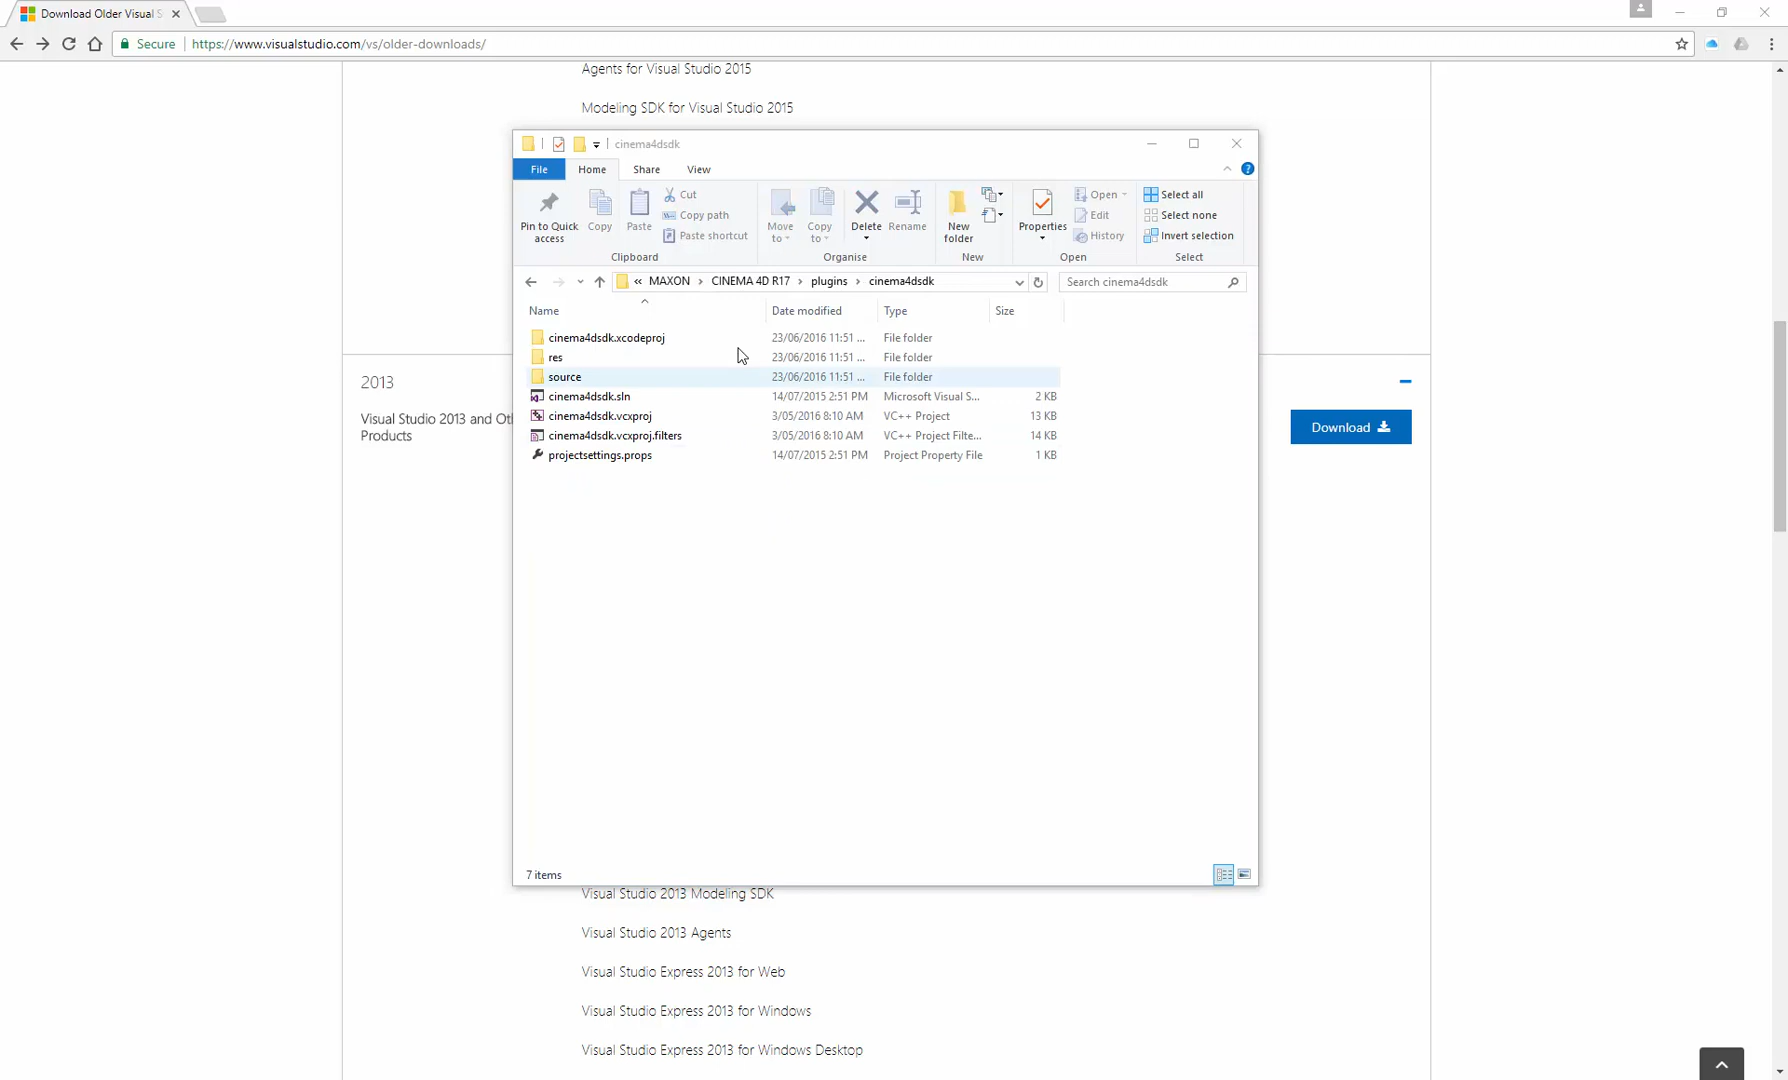 Download Older Visual S
Secure
https://www.visualstudio.com/vs/older-downloads/
Agents for Visual Studio 2015
Modeling SDK for Visual Studio 2015
cinema4dsdk
File
Home
Share
View
Pin to Quick access
Copy
Paste
Cut
Copy path
Paste shortcut
Move to
Copy to
Delete
Rename
New folder
Properties
Open
Edit
History
Select all
Select none
Invert selection
Clipboard
Organise
New
Open
Select
« MAXON > CINEMA 4D R17 > plugins > cinema4dsdk
Search cinema4dsdk
Name Date modified Type Size
cinema4dsdk.xcodeproj 23/06/2016 11:51 ... File folder
res 23/06/2016 11:51 ... File folder
source 23/06/2016 11:51 ... File folder
cinema4dsdk.sln 14/07/2015 2:51 PM Microsoft Visual S... 2 KB
cinema4dsdk.vcxproj 3/05/2016 8:10 AM VC++ Project 13 KB
cinema4dsdk.vcxproj.filters 3/05/2016 8:10 AM VC++ Project Filte... 14 KB
projectsettings.props 14/07/2015 2:51 PM Project Property File 1 KB
7 items
2013
Visual Studio 2013 and Ot
Products
Download
Visual Studio 2013 Modeling SDK
Visual Studio 2013 Agents
Visual Studio Express 2013 for Web
Visual Studio Express 2013 for Windows
Visual Studio Express 2013 for Windows Desktop